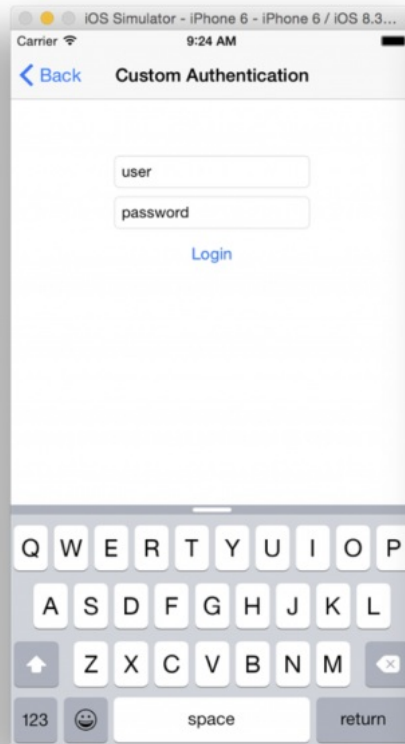 iOS Simulator - iPhone 6 - iPhone 6 / iOS 8.3...
Carrier 9:24 AM
Back Custom Authentication
user
password
Login
Q W E R T Y U I O P
A S D F G H J K L
Z X C V B N M
123 space return